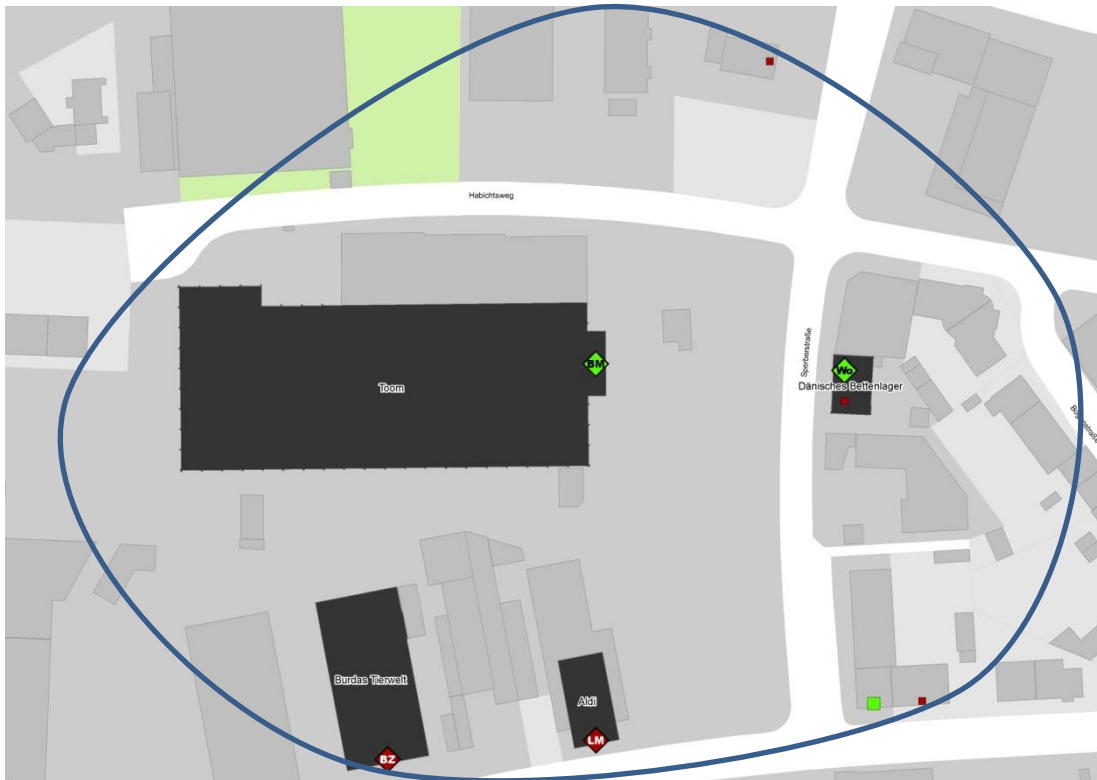 Habichtsweg
Sperberstraße
BM
Toom
Wo
Dänisches Bettenlager
Burdas Tierwelt
Aldi
BZ
LM